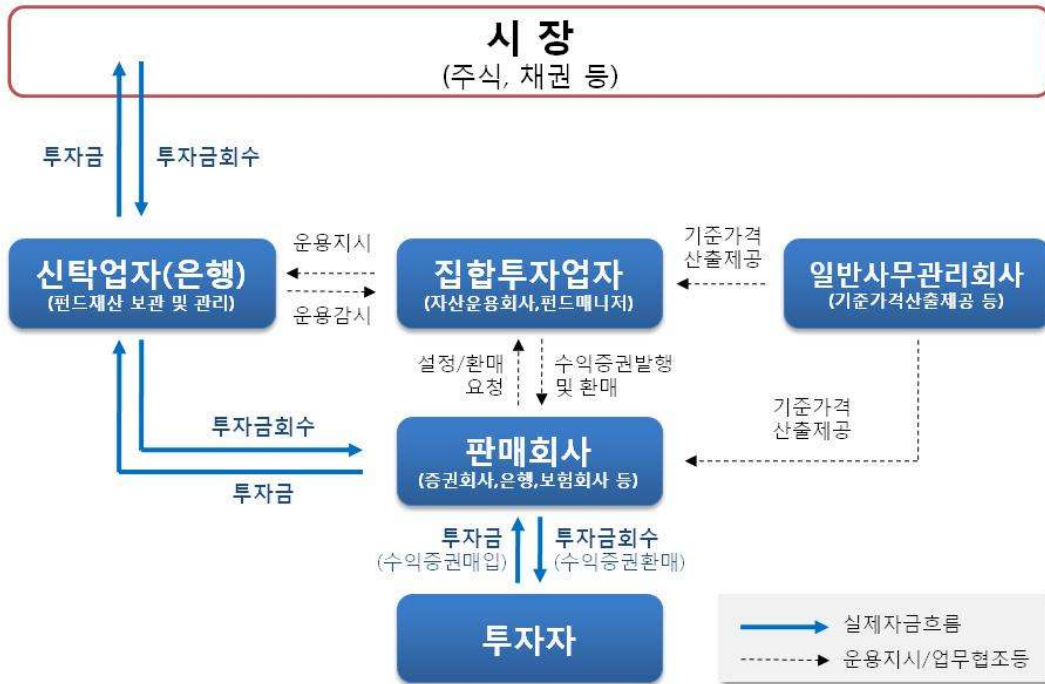 시 장
(주식, 채권 등)
투자금
투자금회수
신탁업자(은행)
(펀드재산 보관 및 관리)
운용지시
운용감시
집합투자업자
(자산운용회사,펀드매니저)
기준가격
산출제공
일반사무관리회사
(기준가격산출제공 등)
설정/환매
요청
수익증권발행
및 환매
기준가격
산출제공
투자금회수
투자금
판매회사
(증권회사,은행,보험회사 등)
투자금
(수익증권매입)
투자금회수
(수익증권환매)
투자자
실제자금흐름
운용지시/업무협조등